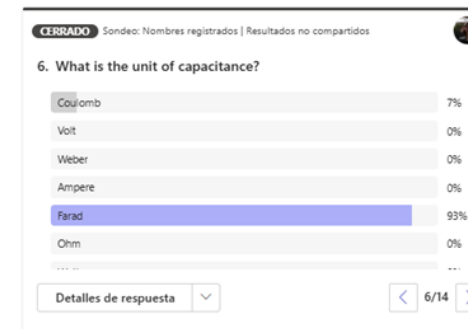 CERRADO Sondeo: Nombres registrados | Resultados no compartidos
6. What is the unit of capacitance?
Coulomb 7%
Volt 0%
Weber 0%
Ampere 0%
Farad 93%
Ohm 0%
Detalles de respuesta 6/14